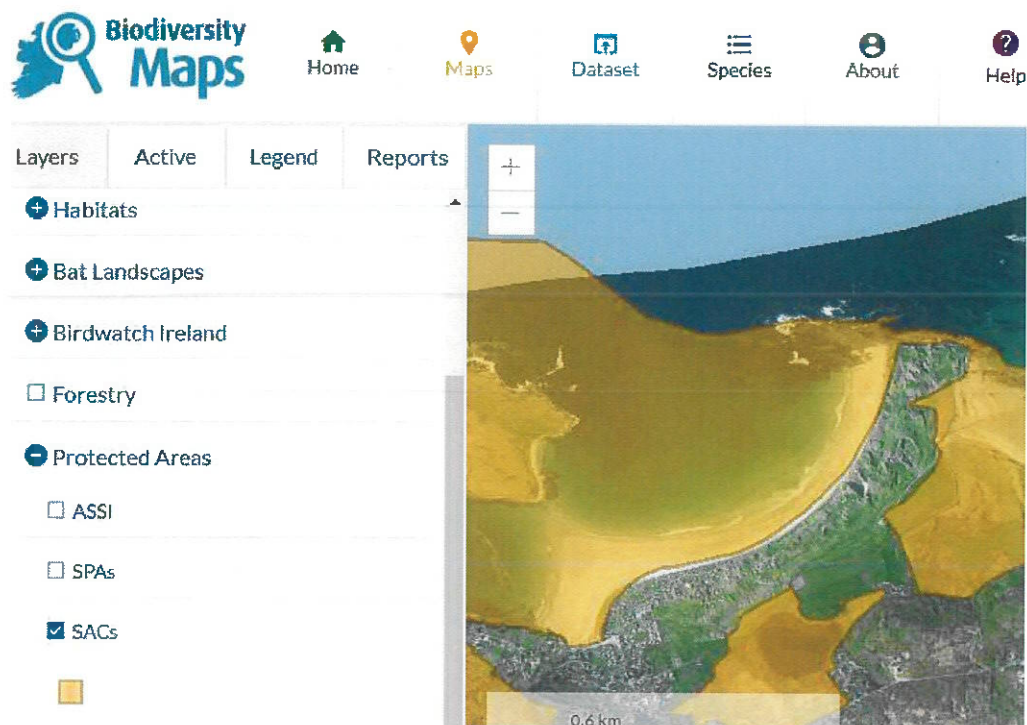 Biodiversity
Maps
Home
Maps
Dataset
Species
About
Help
Layers
Active
Legend
Reports
Habitats
Bat Landscapes
Birdwatch Ireland
Forestry
Protected Areas
ASSI
SPAs
SACs
0.6 km